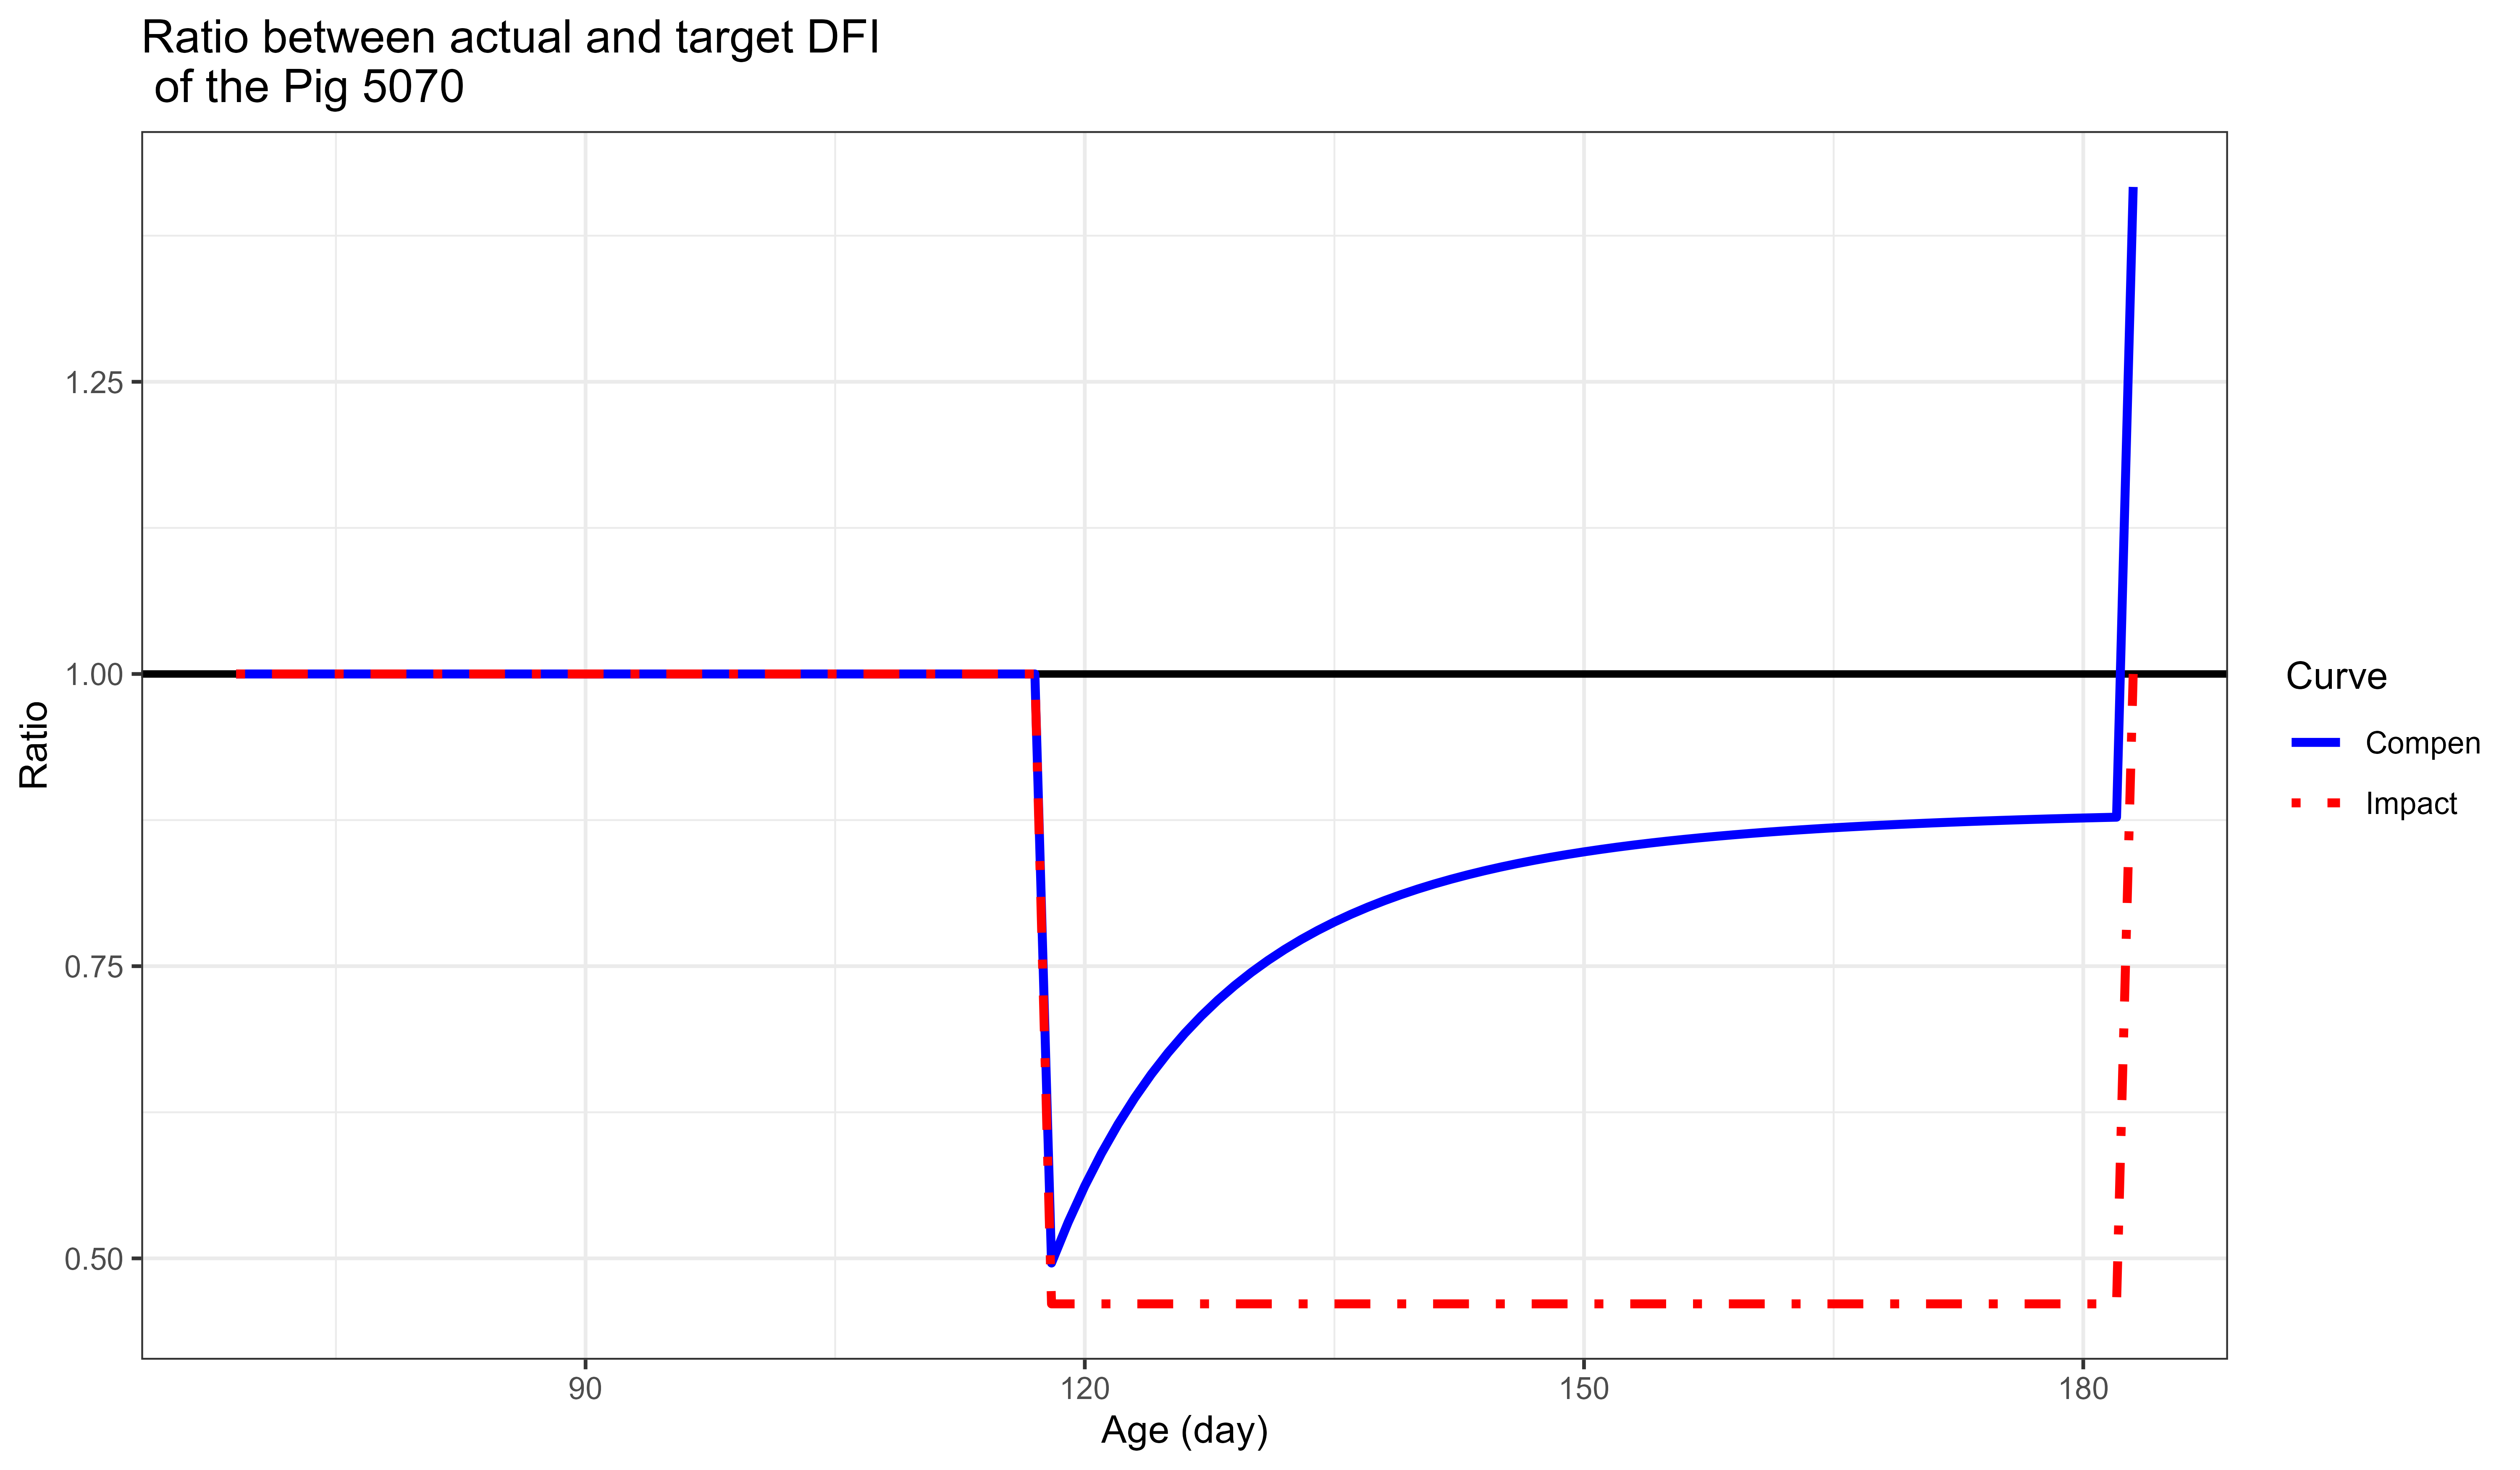 Ratio between actual and target DFI
of the Pig 5070
1.25
1.00
0.75
0.50
Ratio
90
120
150
180
Age (day)
Curve
Compen
Impact